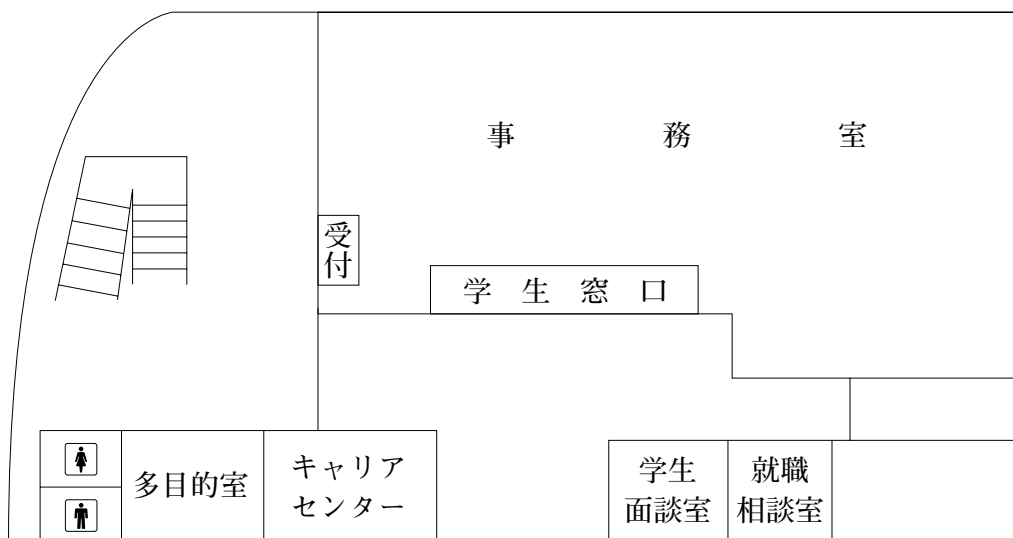 事務室
受付
学生窓口
多目的室
キャリア
センター
学生
面談室
就職
相談室